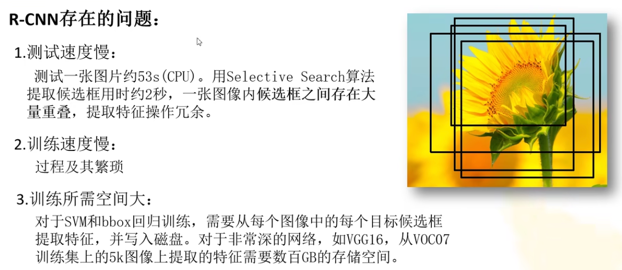 R-CNN存在的问题：
1.测试速度慢：
测试一张图片约53s(CPU)。用Selective Search算法
提取候选框用时约2秒，一张图像内候选框之间存在大
量重叠，提取特征操作冗余。
2.训练速度慢：
过程及其繁琐
3.训练所需空间大：
对于SVM和bbox回归训练，需要从每个图像中的每个目标候选框
提取特征，并写入磁盘。对于非常深的网络，如VGG16，从VOC07
训练集上的5k图像上提取的特征需要数百GB的存储空间。